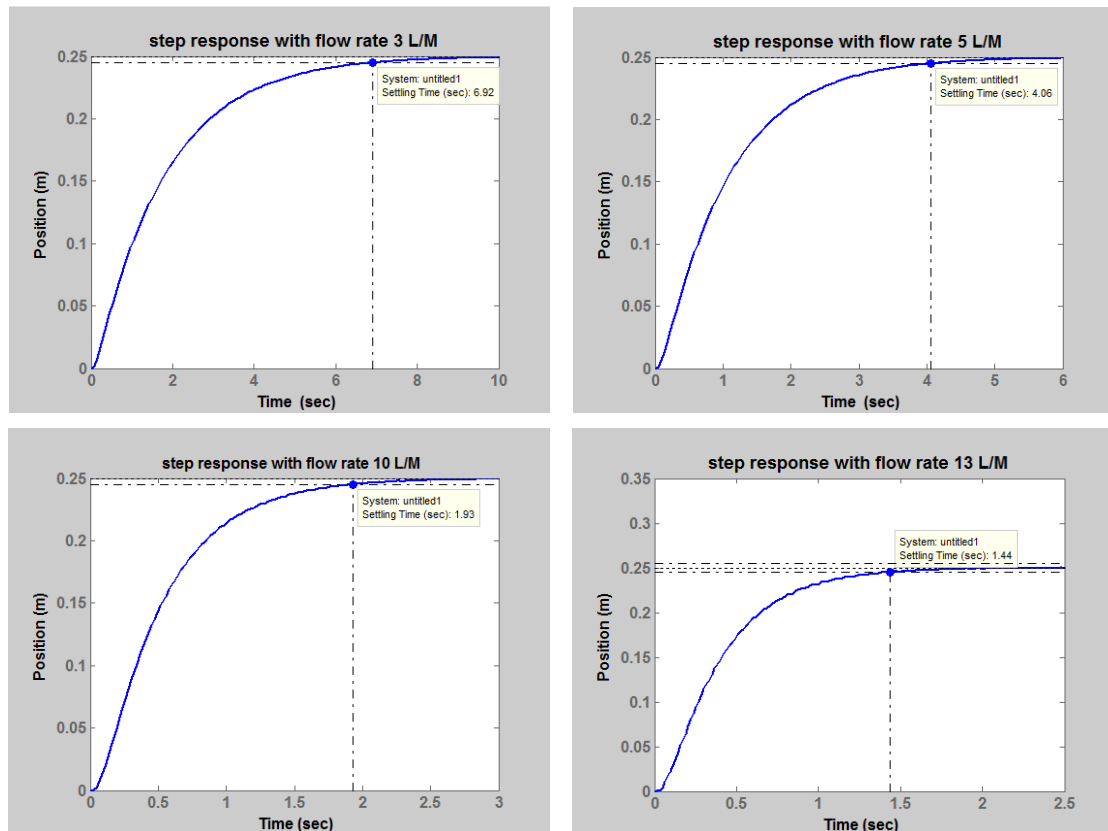 step response with flow rate 3 L/M
0.25
0.2
0.15
0.1
0.05
0
Position (m)
System: untitled1
Settling Time (sec): 6.92
0 2 4 6 8 10
Time (sec)
step response with flow rate 5 L/M
0.25
0.2
0.15
0.1
0.05
0
Position (m)
System: untitled1
Settling Time (sec): 4.06
0 1 2 3 4 5 6
Time (sec)
step response with flow rate 10 L/M
0.25
0.2
0.15
0.1
0.05
0
Position (m)
System: untitled1
Settling Time (sec): 1.93
0 0.5 1 1.5 2 2.5 3
Time (sec)
step response with flow rate 13 L/M
0.35
0.3
0.25
0.2
0.15
0.1
0.05
0
Position (m)
System: untitled1
Settling Time (sec): 1.44
0 0.5 1 1.5 2 2.5
Time (sec)